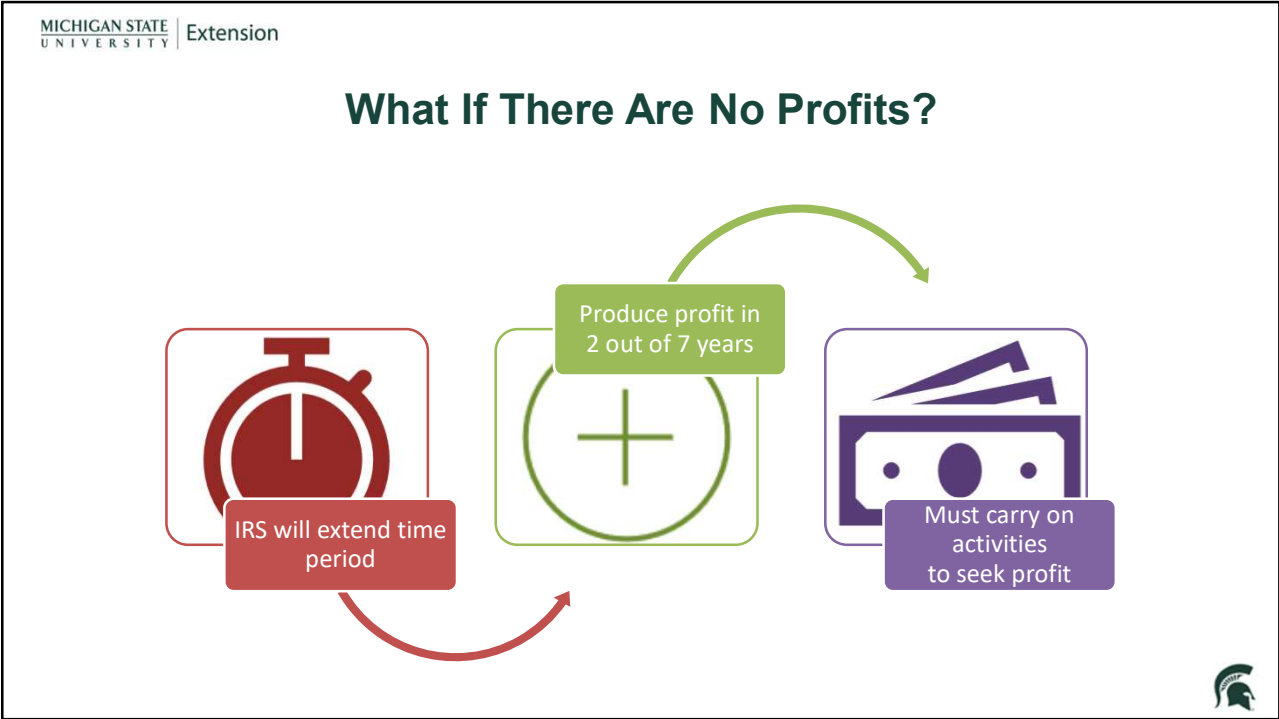 MICHIGAN STATE
UNIVERSITY
Extension
What If There Are No Profits?
IRS will extend time
period
Produce profit in
2 out of 7 years
Must carry on
activities
to seek profit